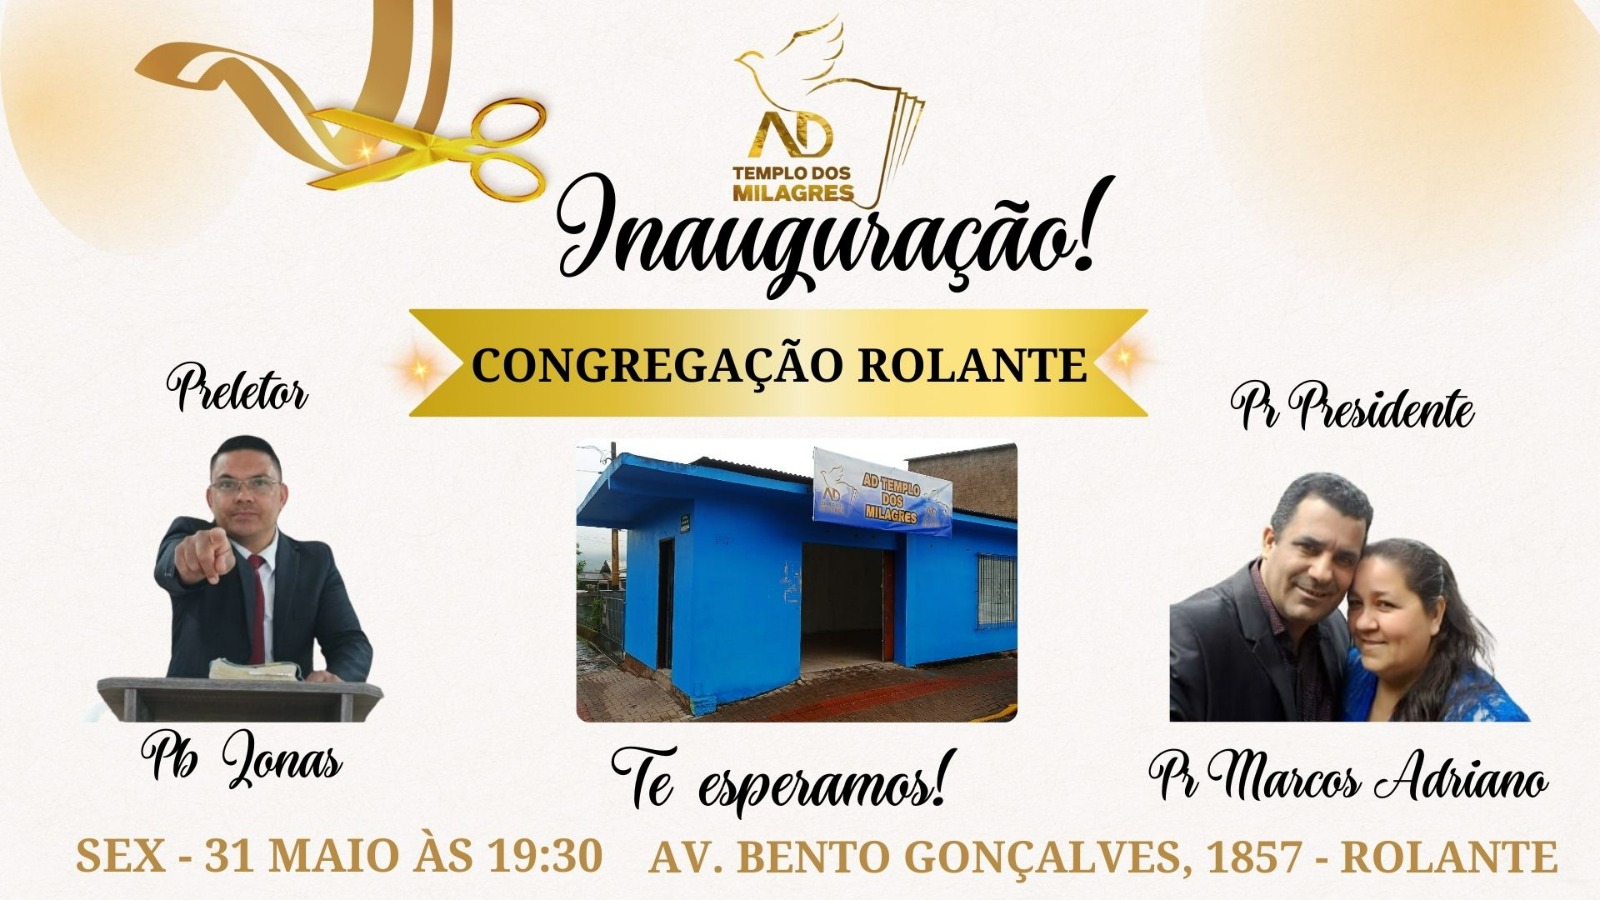 AD
TEMPLO DOS
MILAGRES
Inauguração!
CONGREGAÇÃO ROLANTE
Preletor
Pr Presidente
AD TEMPLO
DOS
MILAGRES
Pb Jonas
Te esperamos!
Pr Marcos Adriano
SEX - 31 MAIO ÀS 19:30
AV. BENTO GONÇALVES, 1857 - ROLANTE